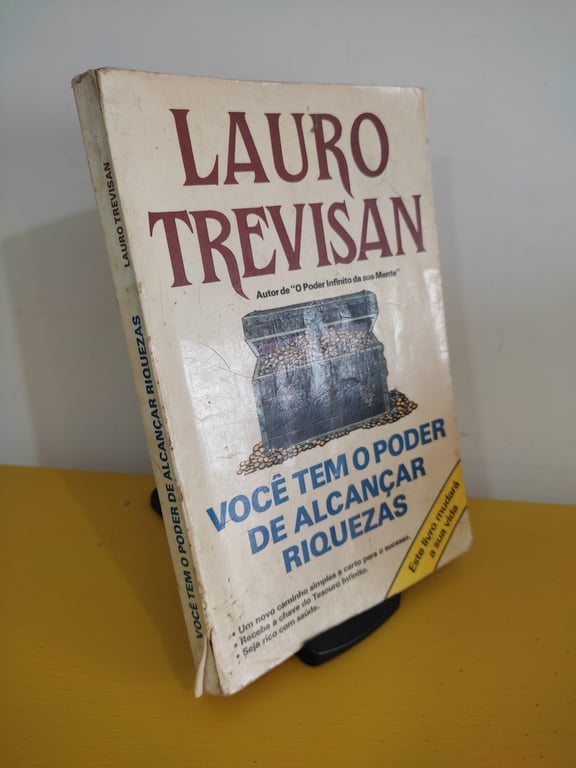 LAURO
TREVISAN
Autor de "O Poder Infinito da sua Mente"
VOCÊ TEM O PODER
DE ALCANÇAR
RIQUEZAS
Este livro mudará
a sua vida
• Um novo caminho simples e certo para o sucesso.
• Receba a chave do Tesouro Infinito.
• Seja rico com saúde.
LAURO TREVISAN
VOCÊ TEM O PODER DE ALCANÇAR RIQUEZAS